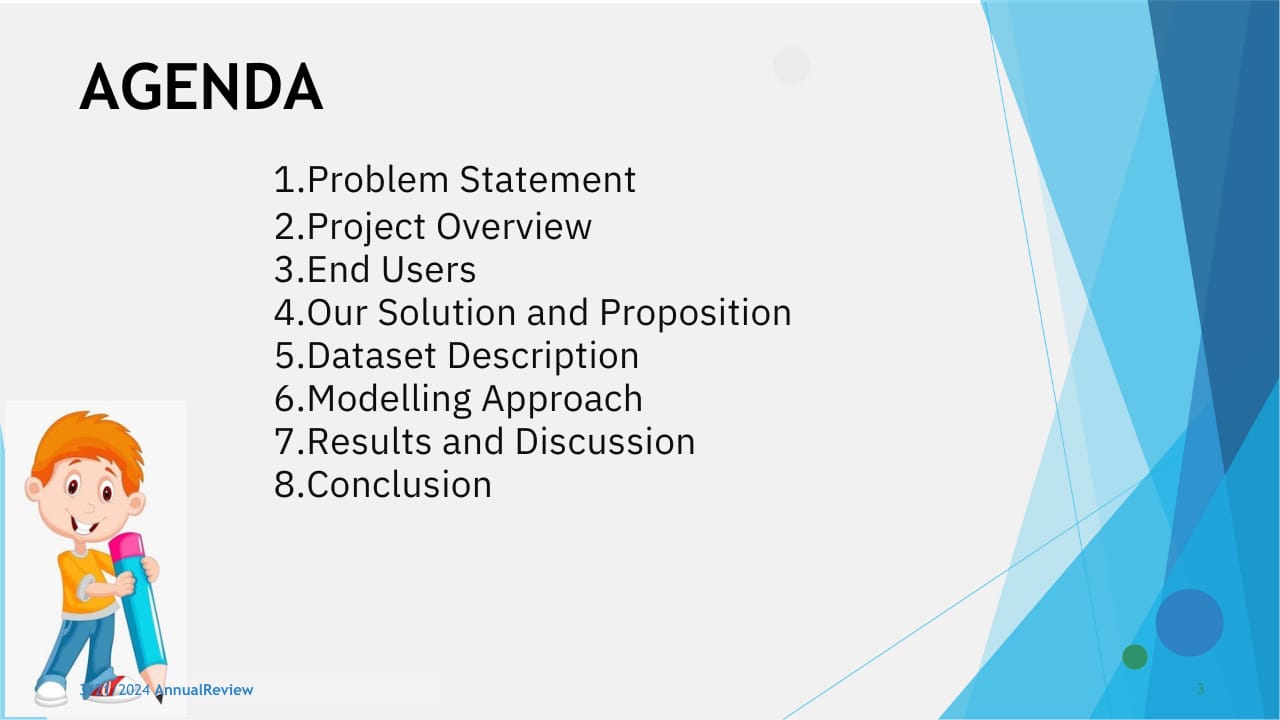 AGENDA
1.Problem Statement
2.Project Overview
3.End Users
4.Our Solution and Proposition
5.Dataset Description
6.Modelling Approach
7.Results and Discussion
8.Conclusion
2024 AnnualReview
3